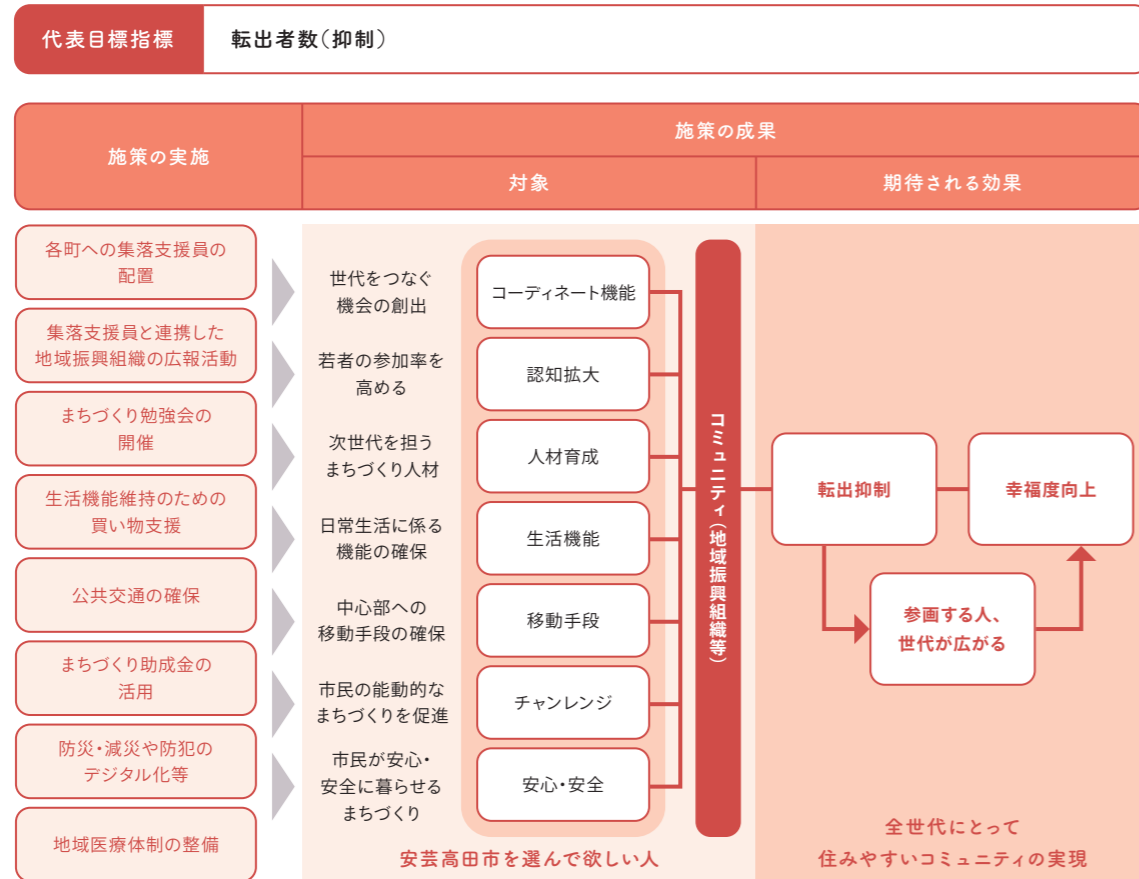 代表目標指標
転出者数(抑制)
施策の実施
施策の成果
対象
期待される効果
各町への集落支援員の
配置
集落支援員と連携した
地域振興組織の広報活動
まちづくり勉強会の
開催
生活機能維持のための
買い物支援
公共交通の確保
まちづくり助成金の
活用
防災・減災や防犯の
デジタル化等
地域医療体制の整備
世代をつなぐ
機会の創出
若者の参加率を
高める
次世代を担う
まちづくり人材
日常生活に係る
機能の確保
中心部への
移動手段の確保
市民の能動的な
まちづくりを促進
市民が安心・
安全に暮らせる
まちづくり
コーディネート機能
認知拡大
人材育成
生活機能
移動手段
チャンレンジ
安心・安全
安芸高田市を選んで欲しい人
コミュニティ(地域振興組織等)
転出抑制
幸福度向上
参画する人、
世代が広がる
全世代にとって
住みやすいコミュニティの実現